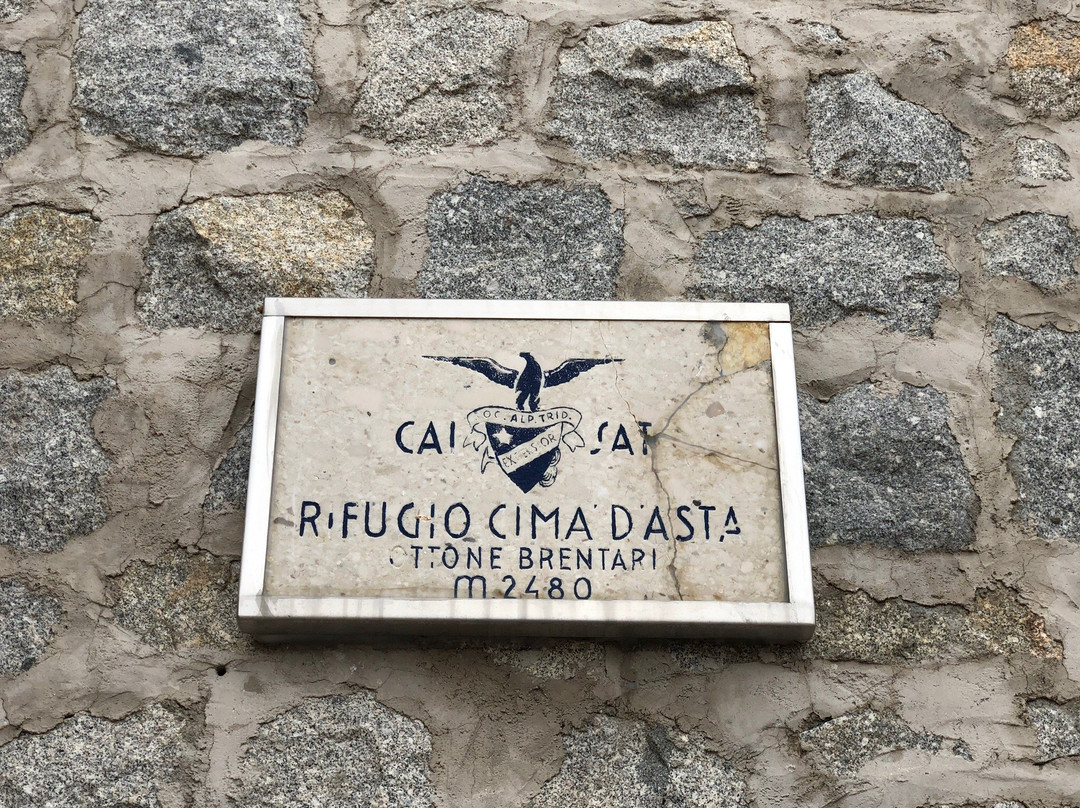 OC. ALP. TRID.
CAI SAT
EXCELSIOR
RIFUGIO CIMA D'ASTA
OTTONE BRENTARI
m 2480